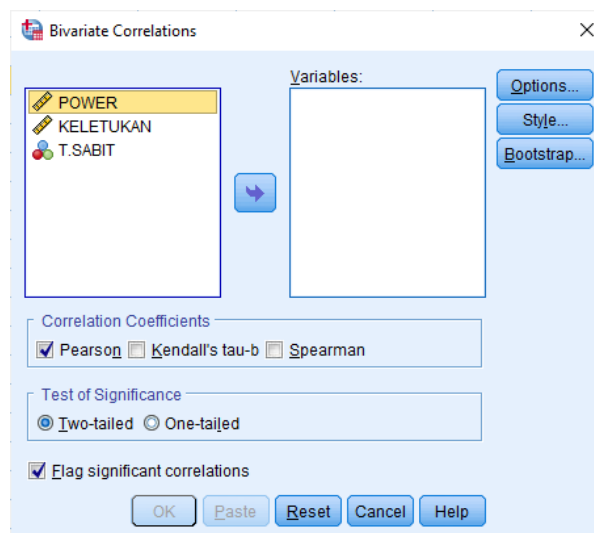 Bivariate Correlations
Variables:
POWER
KELETUKAN
T.SABIT
Options...
Style...
Bootstrap...
Correlation Coefficients
Pearson Kendall's tau-b Spearman
Test of Significance
Two-tailed One-tailed
Flag significant correlations
OK Paste Reset Cancel Help